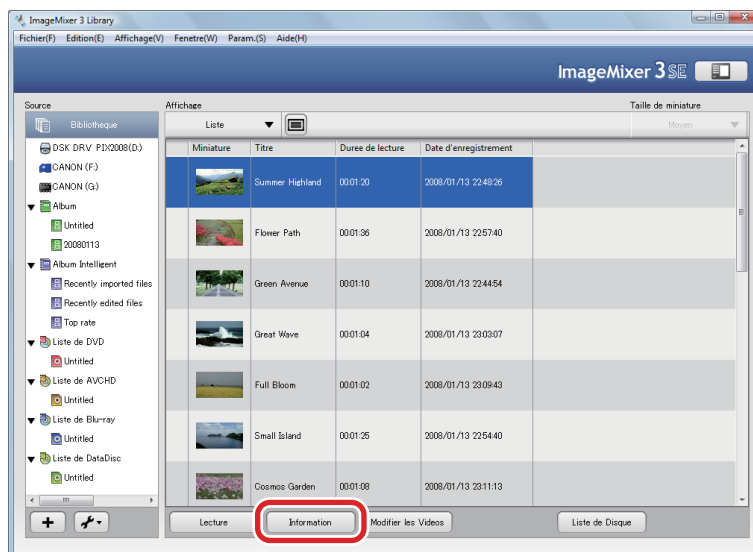 ImageMixer 3 Library
Fichier(F) Edition(E) Affichage(V) Fenetre(W) Param.(S) Aide(H)
ImageMixer 3 SE
Source Affichage Taille de miniature
Bibliotheque Liste Moyen
Miniature Titre Duree de lecture Date d'enregistrement
DSK DRV PIX2008(D:)
CANON (F:)
CANON (G:)
Album
Untitled
20080113
Album Intelligent
Recently imported files
Recently edited files
Top rate
Liste de DVD
Untitled
Liste de AVCHD
Untitled
Liste de Blu-ray
Untitled
Liste de DataDisc
Untitled
Summer Highland 00:01:20 2008/01/13 22:48:26
Flower Path 00:01:36 2008/01/13 22:57:40
Green Avenue 00:01:10 2008/01/13 22:44:54
Great Wave 00:01:04 2008/01/13 23:03:07
Full Bloom 00:01:02 2008/01/13 23:09:43
Small Island 00:01:25 2008/01/13 22:54:40
Cosmos Garden 00:01:08 2008/01/13 23:11:13
Lecture Information Modifier les Videos Liste de Disque